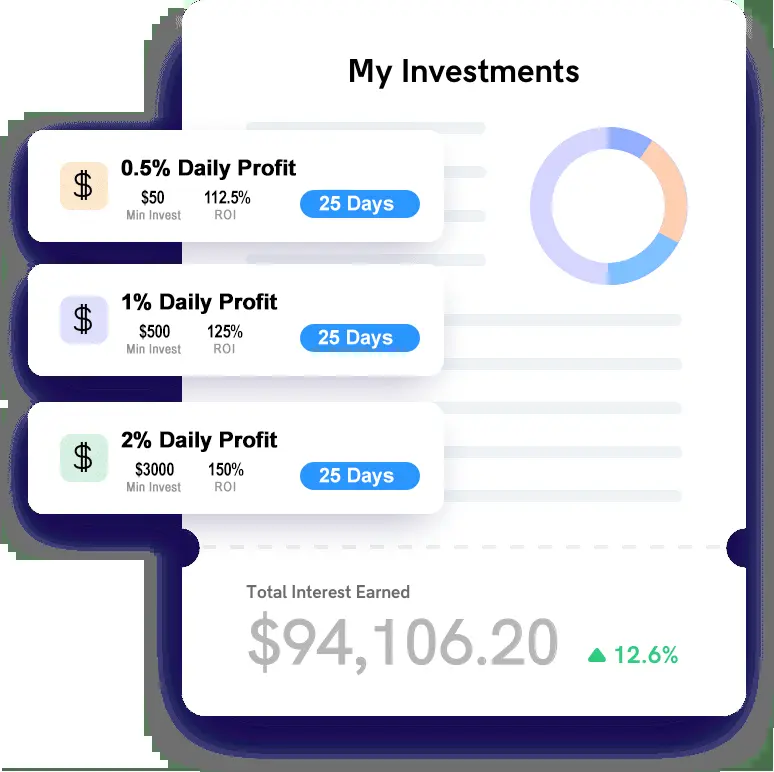 My Investments
0.5% Daily Profit
$50 112.5%
Min Invest ROI
25 Days
1% Daily Profit
$500 125%
Min Invest ROI
25 Days
2% Daily Profit
$3000 150%
Min Invest ROI
25 Days
Total Interest Earned
$94,106.20
12.6%